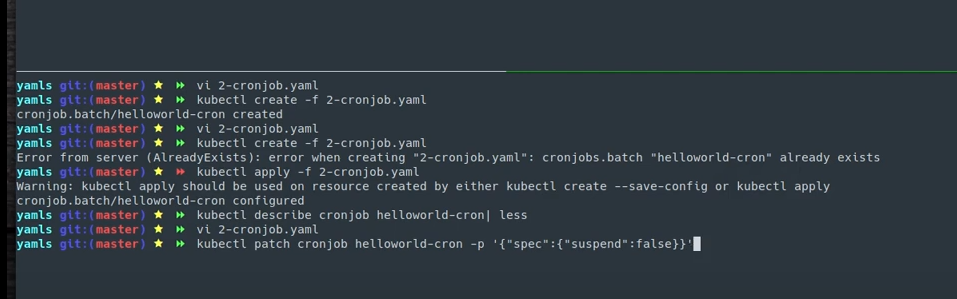 yamls git:(master) ⭐ ⏩ vi 2-cronjob.yaml
yamls git:(master) ⭐ ⏩ kubectl create -f 2-cronjob.yaml
cronjob.batch/helloworld-cron created
yamls git:(master) ⭐ ⏩ vi 2-cronjob.yaml
yamls git:(master) ⭐ ⏩ kubectl create -f 2-cronjob.yaml
Error from server (AlreadyExists): error when creating "2-cronjob.yaml": cronjobs.batch "helloworld-cron" already exists
yamls git:(master) ⭐ ⏩ kubectl apply -f 2-cronjob.yaml
Warning: kubectl apply should be used on resource created by either kubectl create --save-config or kubectl apply
cronjob.batch/helloworld-cron configured
yamls git:(master) ⭐ ⏩ kubectl describe cronjob helloworld-cron| less
yamls git:(master) ⭐ ⏩ vi 2-cronjob.yaml
yamls git:(master) ⭐ ⏩ kubectl patch cronjob helloworld-cron -p '{"spec":{"suspend":false}}'